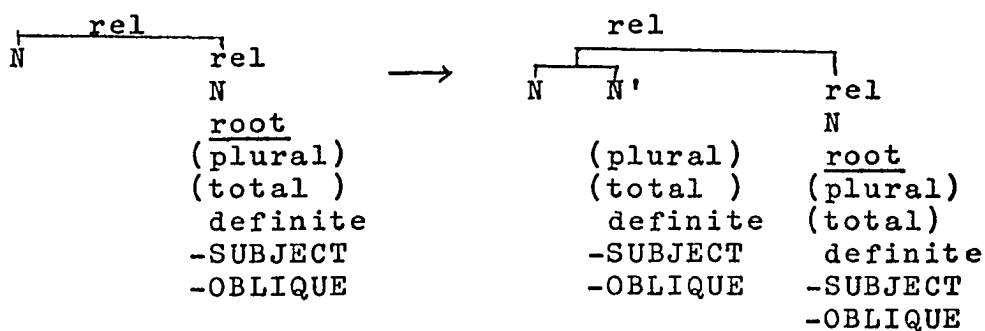 rel rel
N rel → N N' rel
N N
root
(plural) (plural) root
(total ) (total ) (plural)
definite definite (total)
-SUBJECT -SUBJECT definite
-OBLIQUE -OBLIQUE -SUBJECT
-OBLIQUE